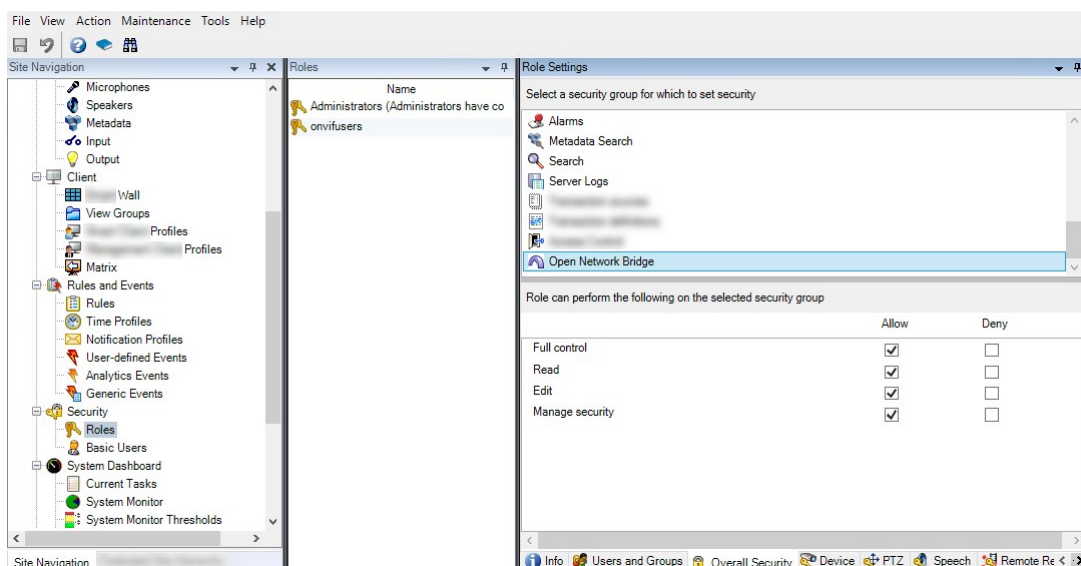 File View Action Maintenance Tools Help
Site Navigation
Microphones
Speakers
Metadata
Input
Output
Client
Wall
View Groups
Profiles
Profiles
Matrix
Rules and Events
Rules
Time Profiles
Notification Profiles
User-defined Events
Analytics Events
Generic Events
Security
Roles
Basic Users
System Dashboard
Current Tasks
System Monitor
System Monitor Thresholds
Site Navigation
Roles
Name
Administrators (Administrators have co
onvifusers
Role Settings
Select a security group for which to set security
Alarms
Metadata Search
Search
Server Logs
Open Network Bridge
Role can perform the following on the selected security group
Allow Deny
Full control
Read
Edit
Manage security
Info Users and Groups Overall Security Device PTZ Speech Remote Re